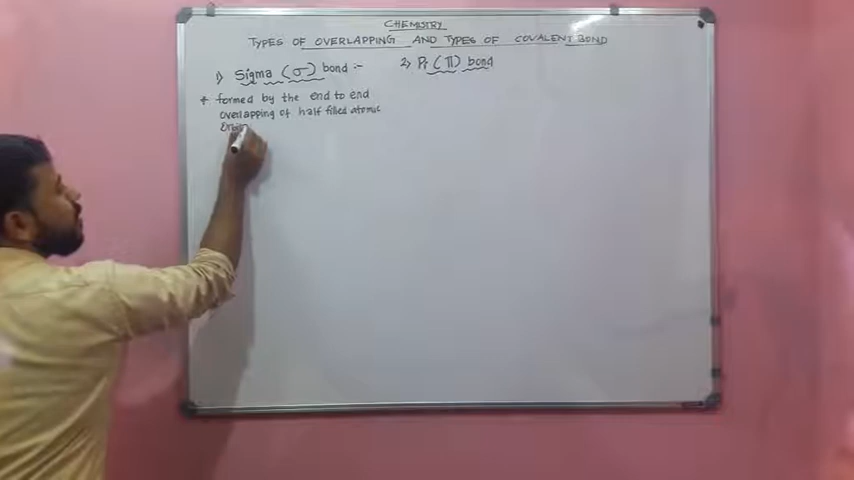 CHEMISTRY
TYPES OF OVERLAPPING AND TYPES OF COVALENT BOND
1) Sigma (σ) bond :-
2) Pi (π) bond
* formed by the end to end
overlapping of half filled atomic